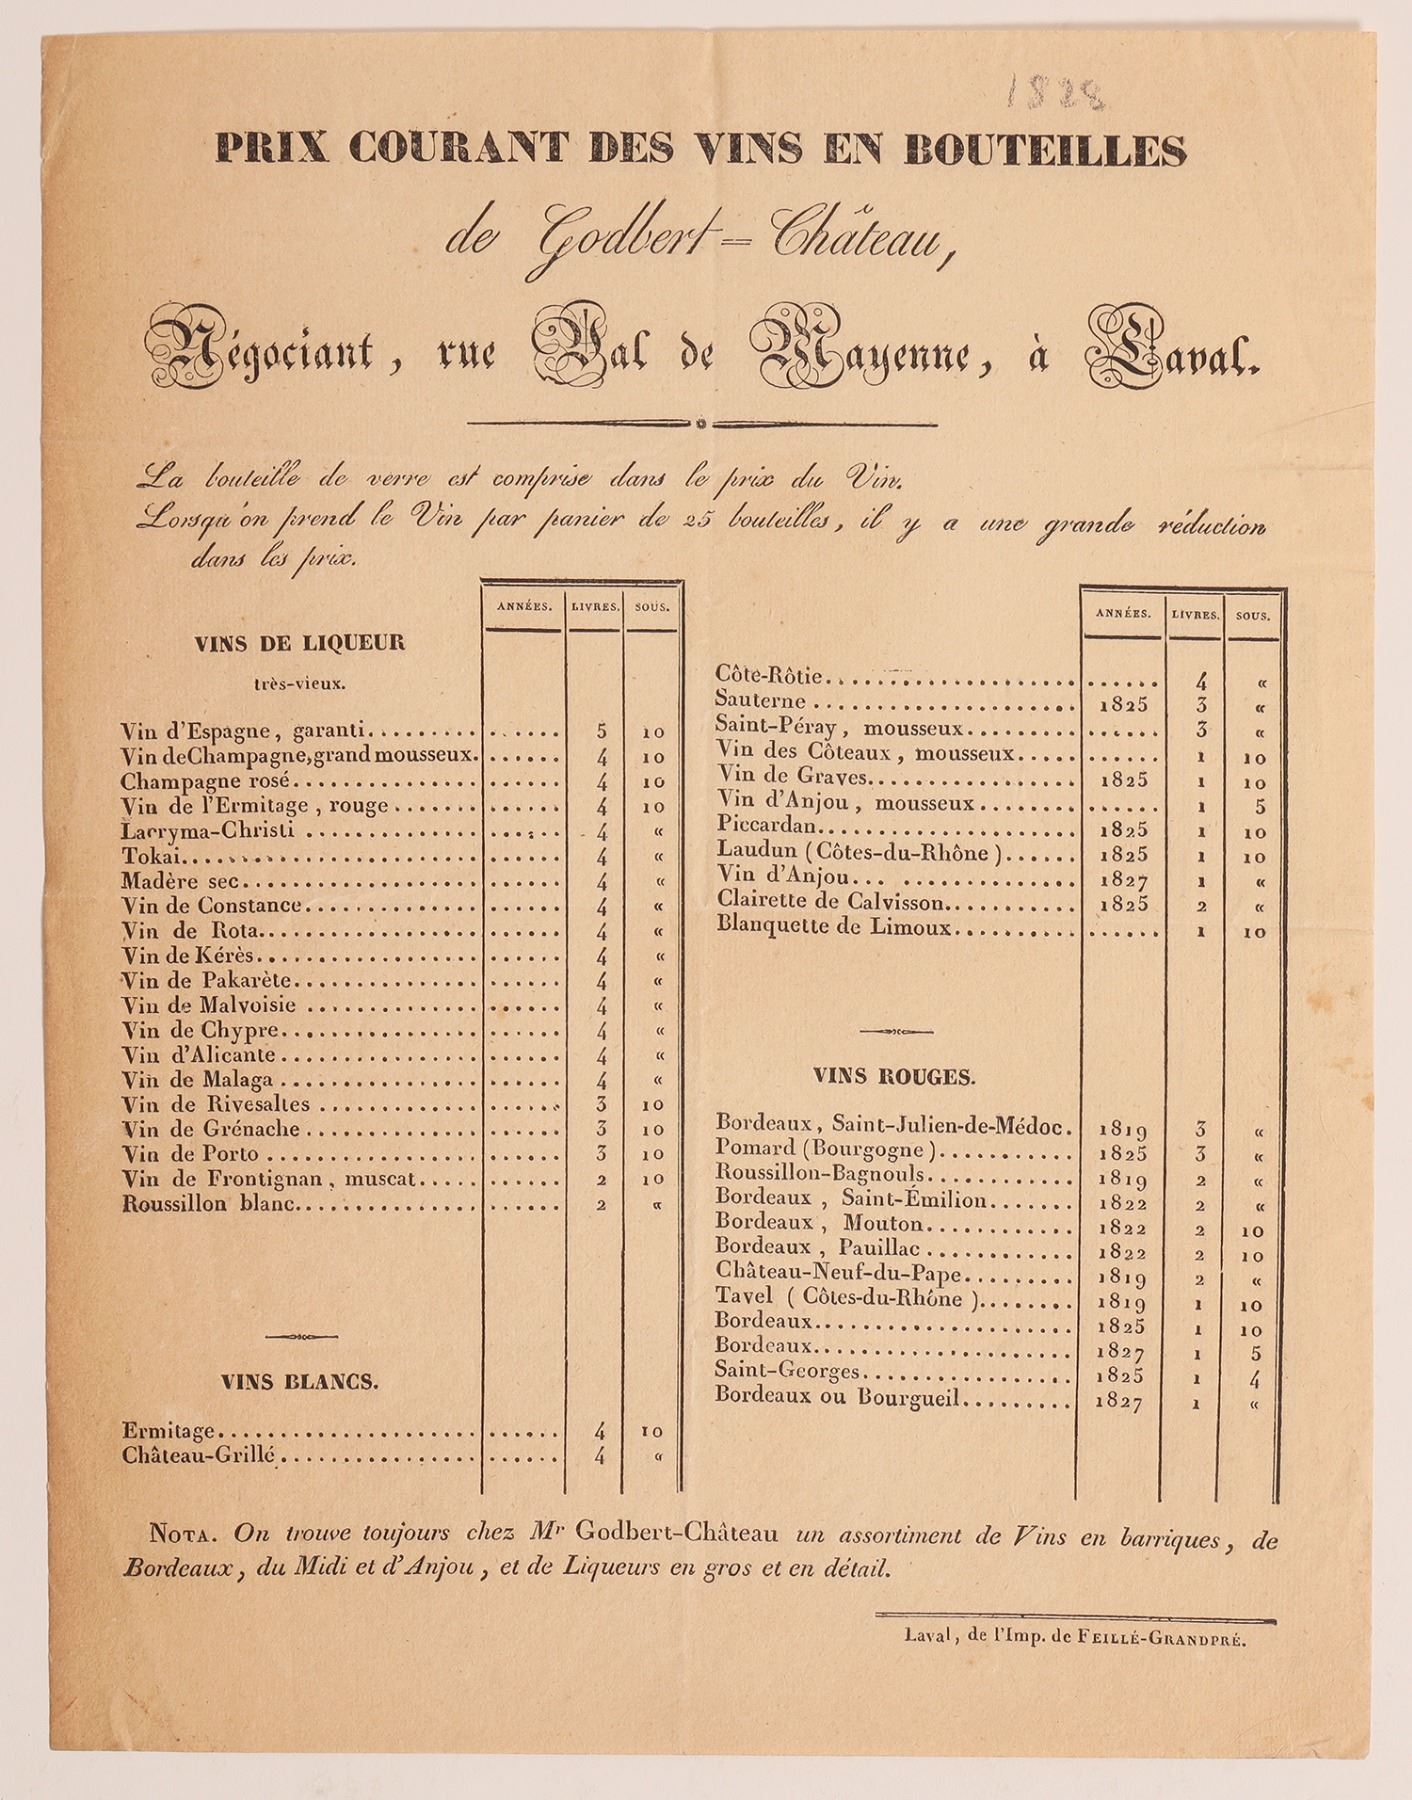 1828
PRIX COURANT DES VINS EN BOUTEILLES
de Godbert=Château,
Négociant, rue Val de Mayenne, à Laval.
La bouteille de verre est comprise dans le prix du Vin.
Lorsqu'on prend le Vin par panier de 25 bouteilles, il y a une grande réduction
dans les prix.
ANNÉES. LIVRES. SOUS.
VINS DE LIQUEUR
très-vieux.
Vin d'Espagne, garanti......... ...... 5 10
Vin de Champagne, grand mousseux. ...... 4 10
Champagne rosé............... ...... 4 10
Vin de l'Ermitage, rouge....... ...... 4 10
Lacryma-Christi .............. ...... 4 «
Tokai........................ ...... 4 «
Madère sec................... ...... 4 «
Vin de Constance.............. ...... 4 «
Vin de Rota.................. ...... 4 «
Vin de Kérès.................. ...... 4 «
Vin de Pakarète............... ...... 4 «
Vin de Malvoisie .............. ...... 4 «
Vin de Chypre................ ...... 4 «
Vin d'Alicante................ ...... 4 «
Vin de Malaga................ ...... 4 «
Vin de Rivesaltes ............. ...... 3 10
Vin de Grénache.............. ...... 3 10
Vin de Porto ................. ...... 3 10
Vin de Frontignan, muscat..... ...... 2 10
Roussillon blanc............... ...... 2 «
VINS BLANCS.
Ermitage..................... ...... 4 10
Château-Grillé................ ...... 4 «
ANNÉES. LIVRES. SOUS.
Côte-Rôtie.................... ...... 4 «
Sauterne ..................... 1825 3 «
Saint-Péray, mousseux......... ...... 3 «
Vin des Côteaux, mousseux..... ...... 1 10
Vin de Graves................. 1825 1 10
Vin d'Anjou, mousseux........ ...... 1 5
Piccardan..................... 1825 1 10
Laudun (Côtes-du-Rhône)...... 1825 1 10
Vin d'Anjou... .............. 1827 1 «
Clairette de Calvisson........... 1825 2 «
Blanquette de Limoux.......... ...... 1 10
VINS ROUGES.
Bordeaux, Saint-Julien-de-Médoc. 1819 3 «
Pomard (Bourgogne)........... 1825 3 «
Roussillon-Bagnouls............ 1819 2 «
Bordeaux, Saint-Émilion....... 1822 2 «
Bordeaux, Mouton............ 1822 2 10
Bordeaux, Pauillac............ 1822 2 10
Château-Neuf-du-Pape......... 1819 2 «
Tavel (Côtes-du-Rhône)........ 1819 1 10
Bordeaux..................... 1825 1 10
Bordeaux..................... 1827 1 5
Saint-Georges................. 1825 1 4
Bordeaux ou Bourgueil......... 1827 1 «
NOTA. On trouve toujours chez Mr Godbert-Château un assortiment de Vins en barriques, de
Bordeaux, du Midi et d'Anjou, et de Liqueurs en gros et en détail.
Laval, de l'Imp. de FEILLÉ-GRANDPRÉ.